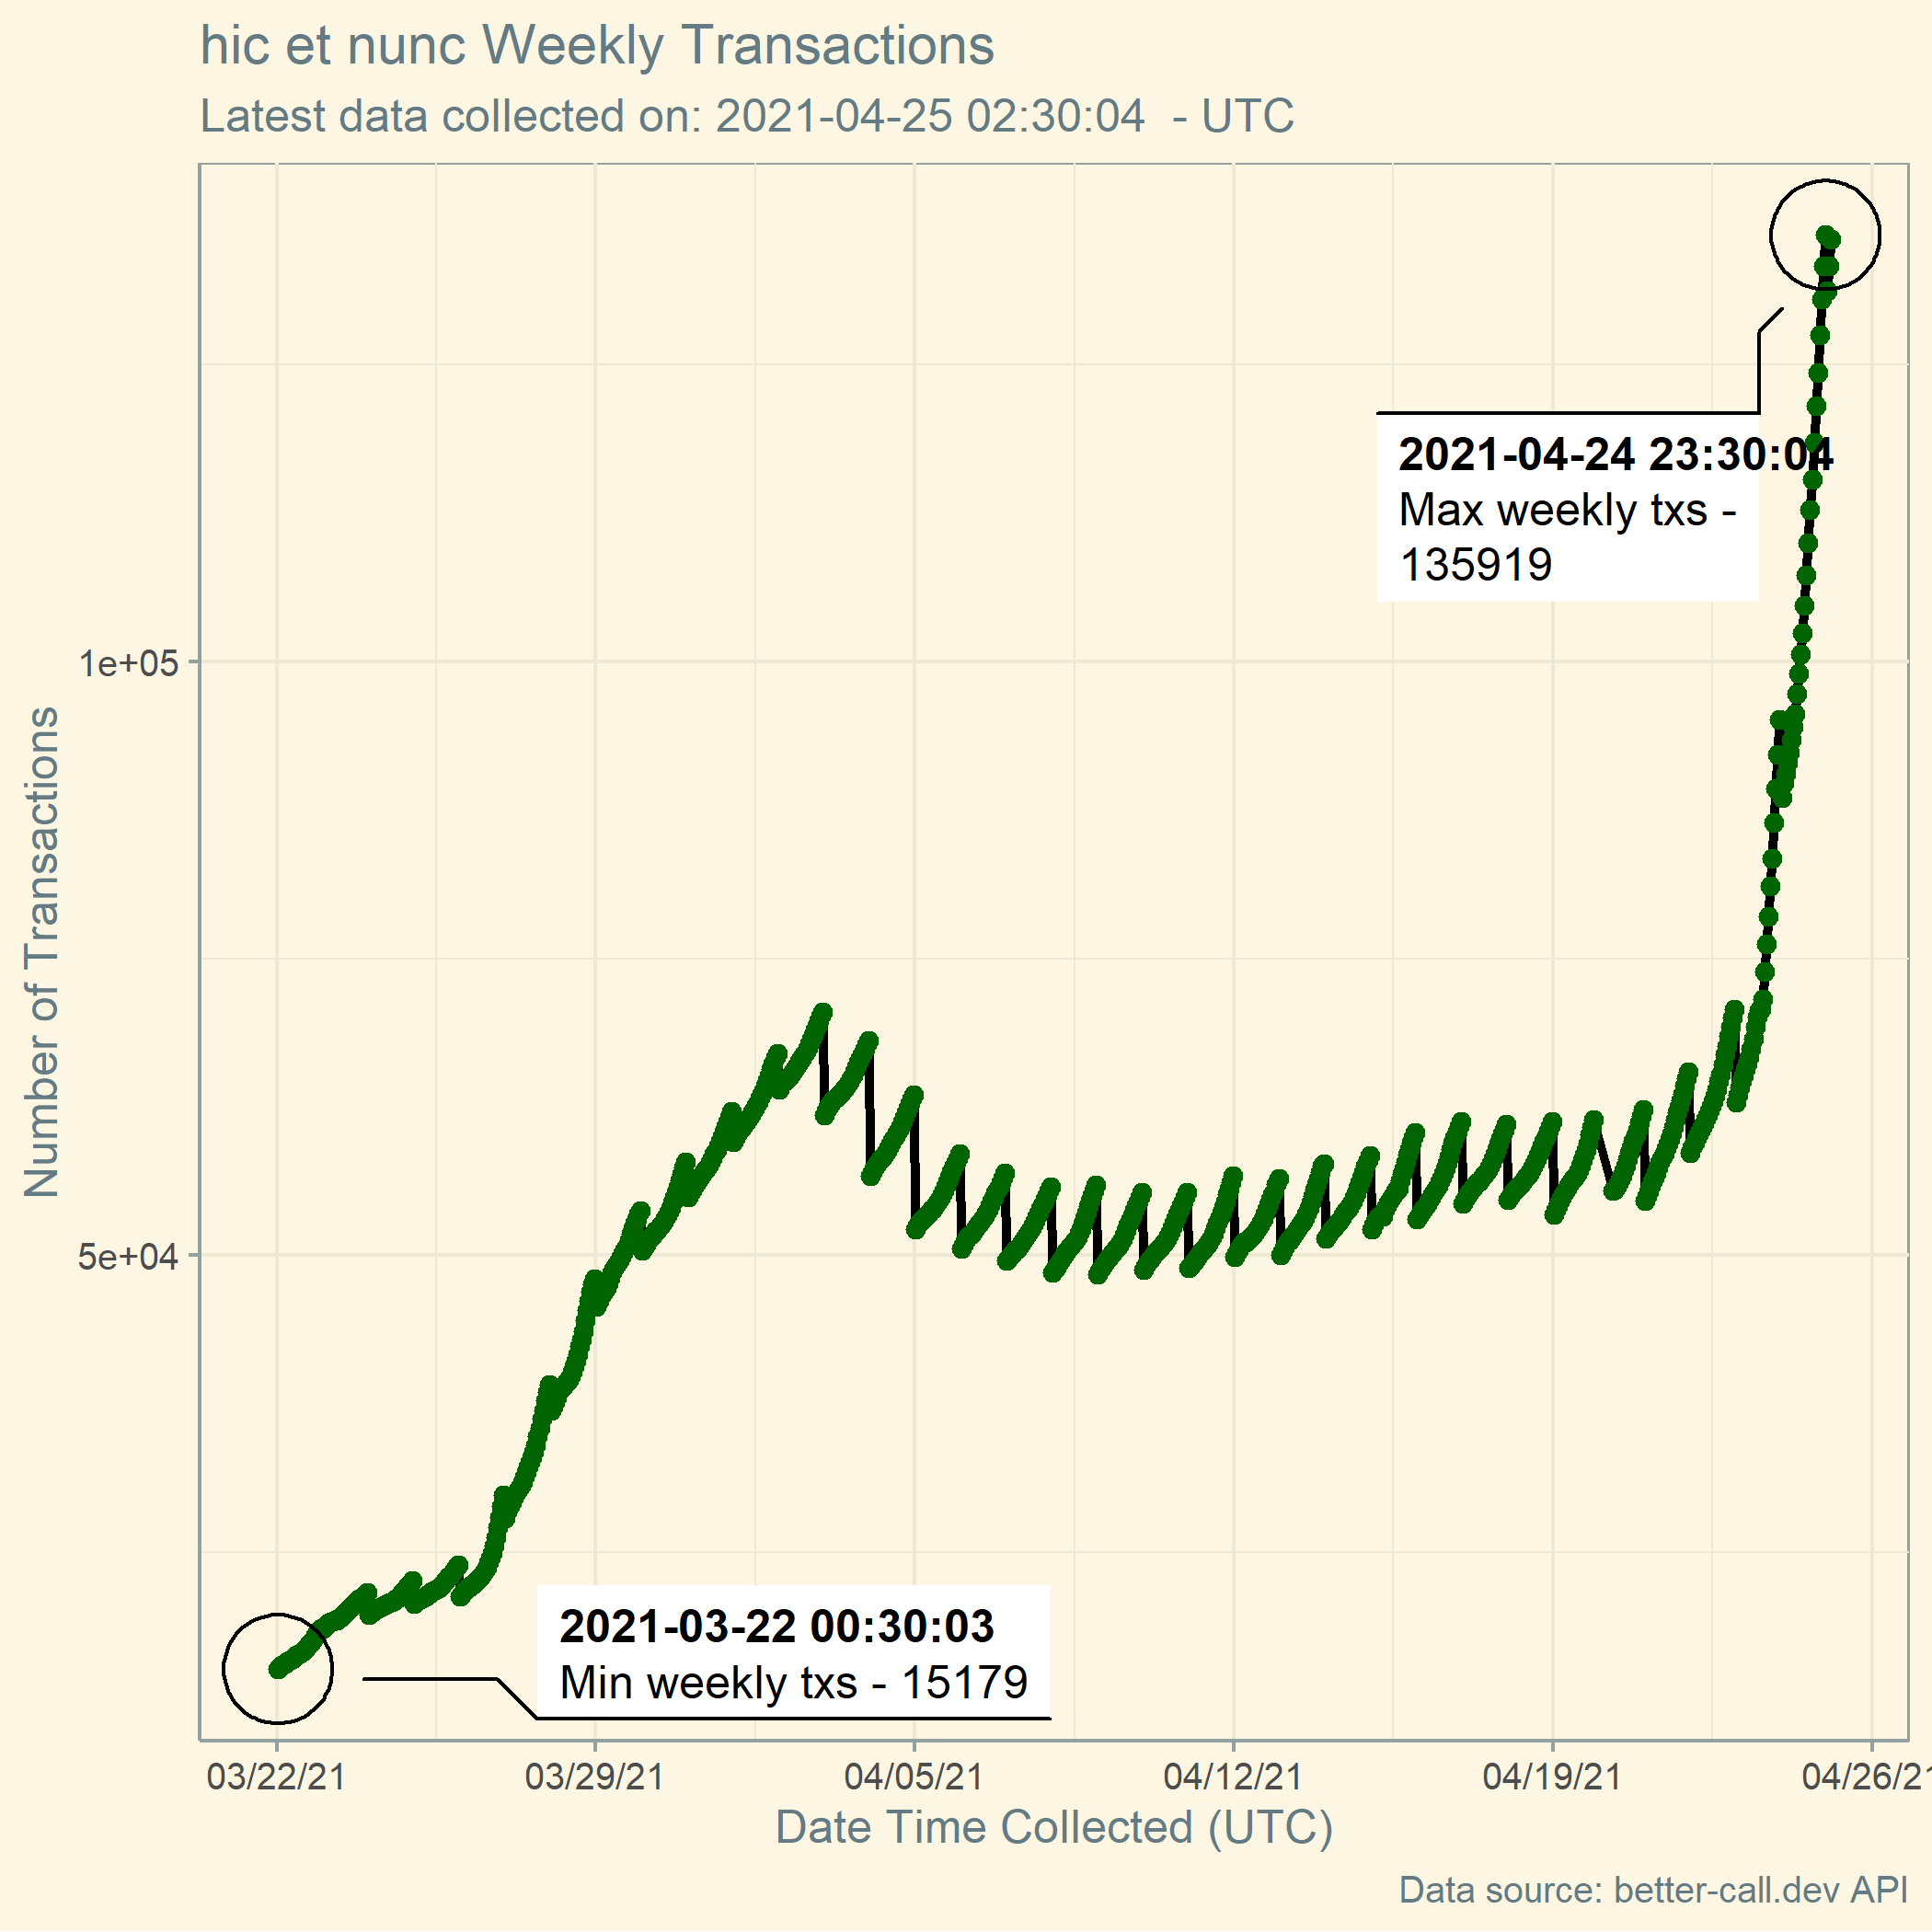 hic et nunc Weekly Transactions
Latest data collected on: 2021-04-25 02:30:04  - UTC
2021-04-24 23:30:04
Max weekly txs -
135919
1e+05
Number of Transactions
5e+04
2021-03-22 00:30:03
Min weekly txs - 15179
03/22/21 03/29/21 04/05/21 04/12/21 04/19/21 04/26/21
Date Time Collected (UTC)
Data source: better-call.dev API